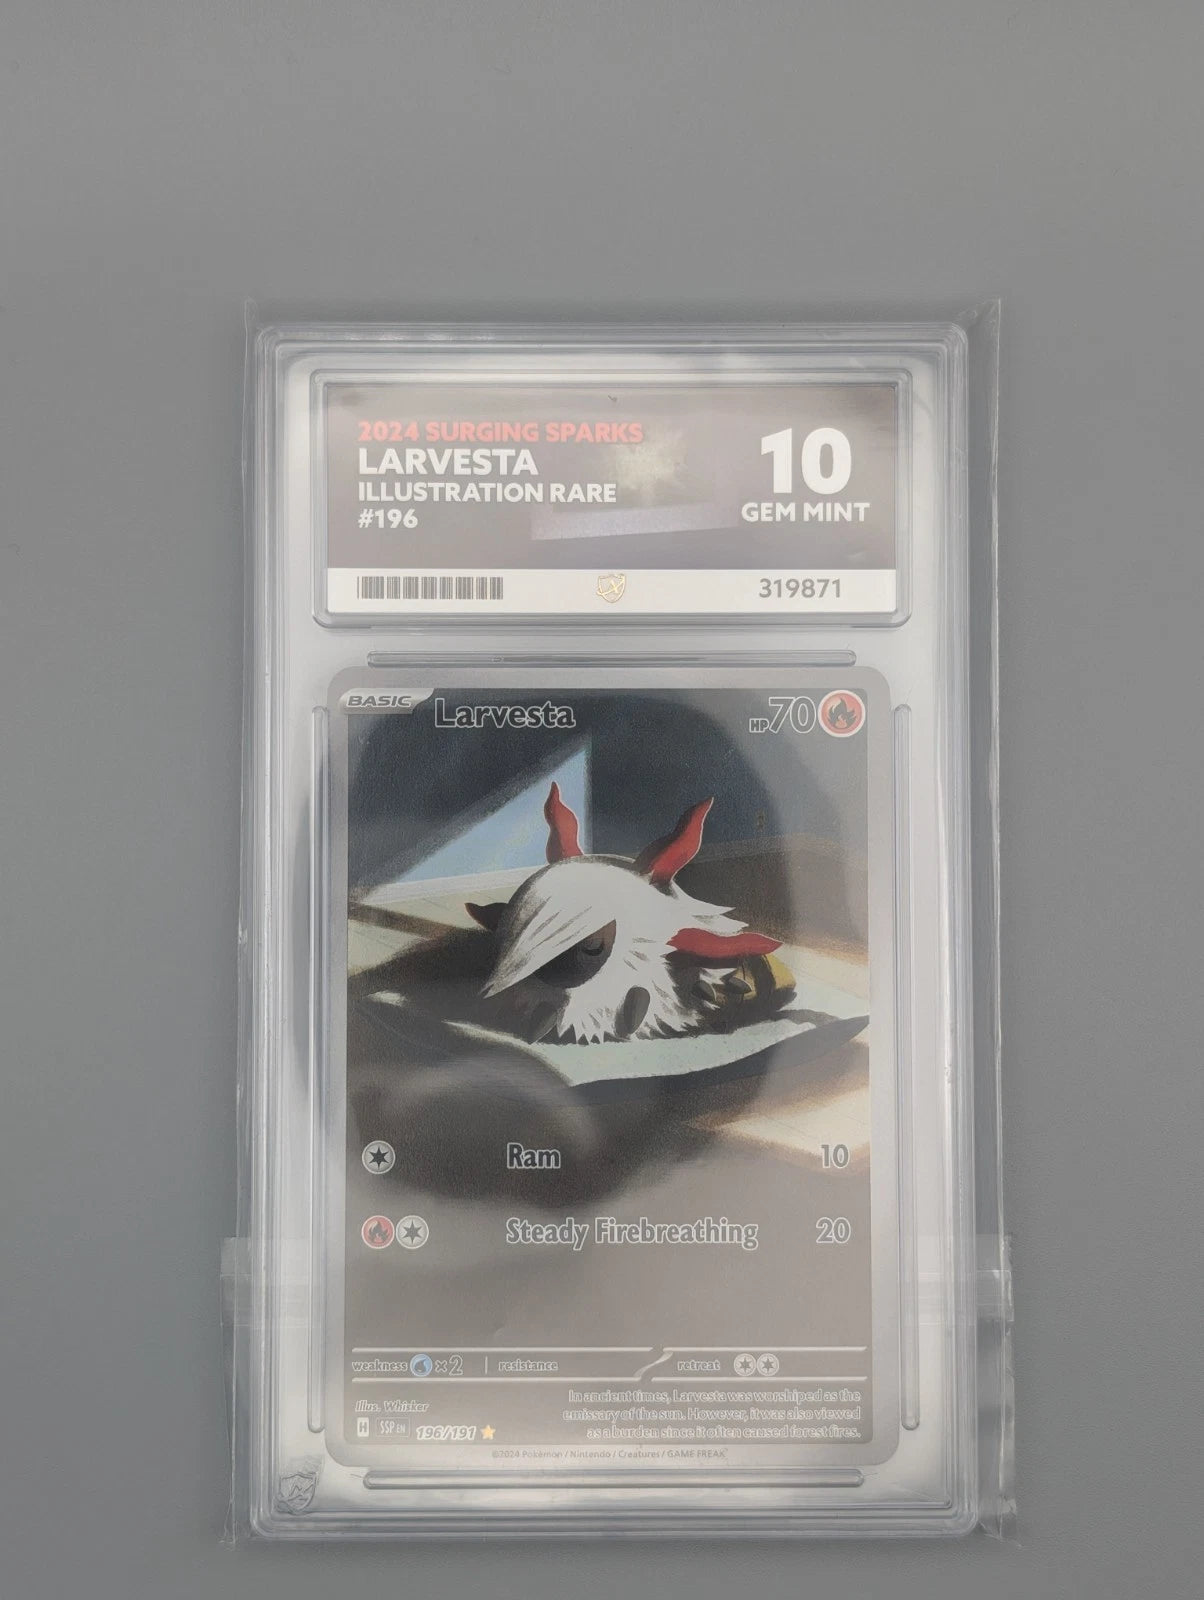 2024 SURGING SPARKS
LARVESTA
ILLUSTRATION RARE
#196
10
GEM MINT
319871
BASIC
Larvesta
HP 70
Ram 10
Steady Firebreathing 20
weakness x2 resistance retreat
Illus. Whisker
In ancient times, Larvesta was worshiped as the
emissary of the sun. However, it was also viewed
as a burden since it often caused forest fires.
H SSP EN 196/191
©2024 Pokémon / Nintendo / Creatures / GAME FREAK